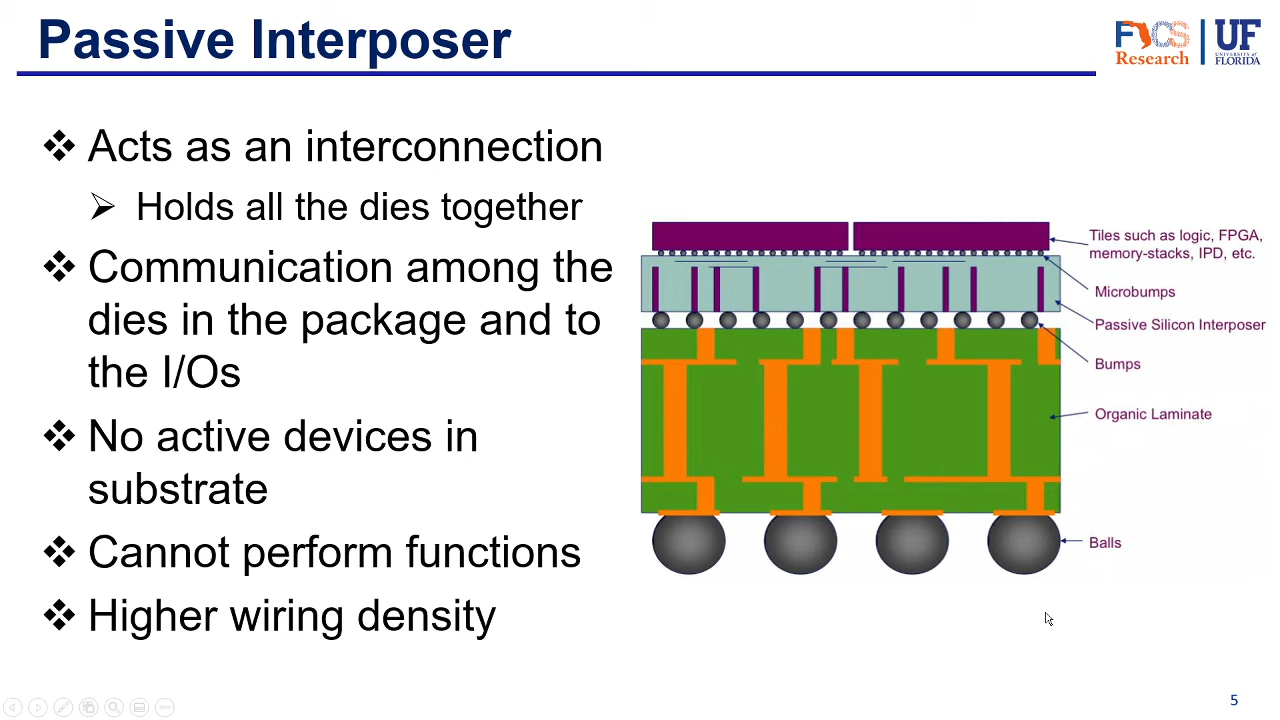 Passive Interposer
FICS Research
UF
UNIVERSITY of
FLORIDA
❖ Acts as an interconnection
➢ Holds all the dies together
❖ Communication among the
dies in the package and to
the I/Os
❖ No active devices in
substrate
❖ Cannot perform functions
❖ Higher wiring density
Tiles such as logic, FPGA,
memory-stacks, IPD, etc.
Microbumps
Passive Silicon Interposer
Bumps
Organic Laminate
Balls
5